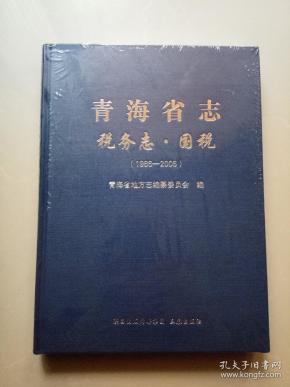 青海省志
税务志·国税
(1986—2005)
青海省地方志编纂委员会 编
孔夫子旧书网